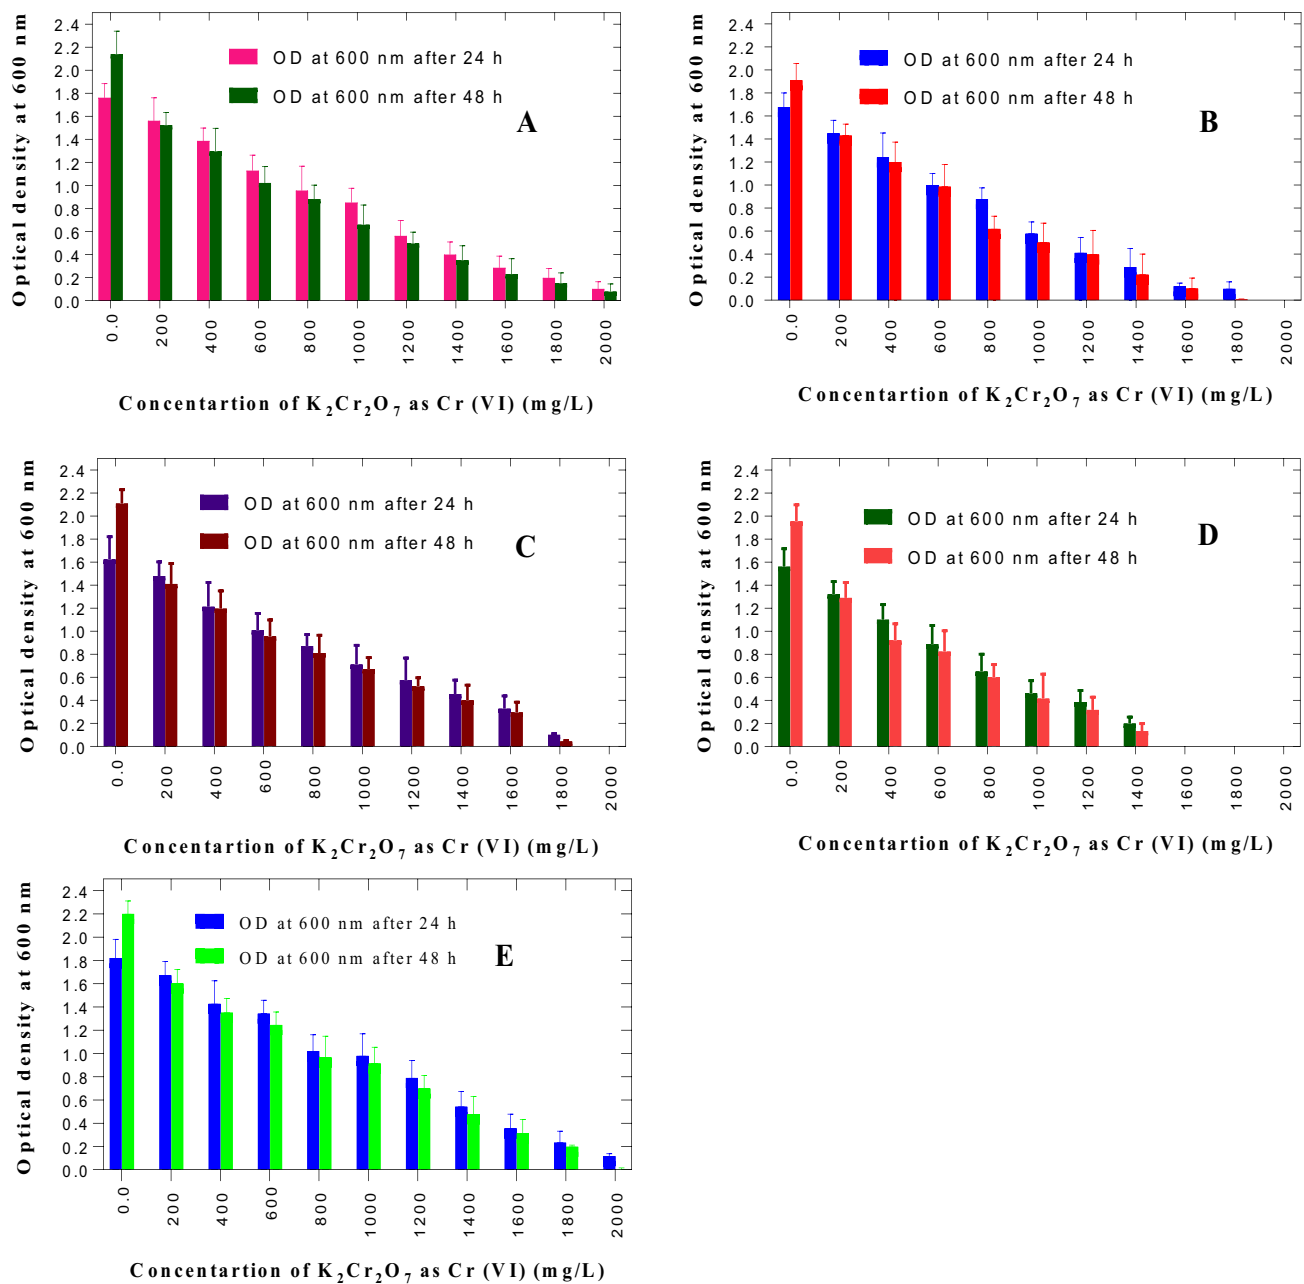 Optical density at 600 nm
2.4
2.2
2.0
1.8
1.6
1.4
1.2
1.0
0.8
0.6
0.4
0.2
0.0
OD at 600 nm after 24 h
OD at 600 nm after 48 h
A
0.0 200 400 600 800 1000 1200 1400 1600 1800 2000
Concentartion of K₂Cr₂O₇ as Cr (VI) (mg/L)
Optical density at 600 nm
2.4
2.2
2.0
1.8
1.6
1.4
1.2
1.0
0.8
0.6
0.4
0.2
0.0
OD at 600 nm after 24 h
OD at 600 nm after 48 h
B
0.0 200 400 600 800 1000 1200 1400 1600 1800 2000
Concentartion of K₂Cr₂O₇ as Cr (VI) (mg/L)
Optical density at 600 nm
2.4
2.2
2.0
1.8
1.6
1.4
1.2
1.0
0.8
0.6
0.4
0.2
0.0
OD at 600 nm after 24 h
OD at 600 nm after 48 h
C
0.0 200 400 600 800 1000 1200 1400 1600 1800 2000
Concentartion of K₂Cr₂O₇ as Cr (VI) (mg/L)
Optical density at 600 nm
2.4
2.2
2.0
1.8
1.6
1.4
1.2
1.0
0.8
0.6
0.4
0.2
0.0
OD at 600 nm after 24 h
OD at 600 nm after 48 h
D
0.0 200 400 600 800 1000 1200 1400 1600 1800 2000
Concentartion of K₂Cr₂O₇ as Cr (VI) (mg/L)
Optical density at 600 nm
2.4
2.2
2.0
1.8
1.6
1.4
1.2
1.0
0.8
0.6
0.4
0.2
0.0
OD at 600 nm after 24 h
OD at 600 nm after 48 h
E
0.0 200 400 600 800 1000 1200 1400 1600 1800 2000
Concentartion of K₂Cr₂O₇ as Cr (VI) (mg/L)